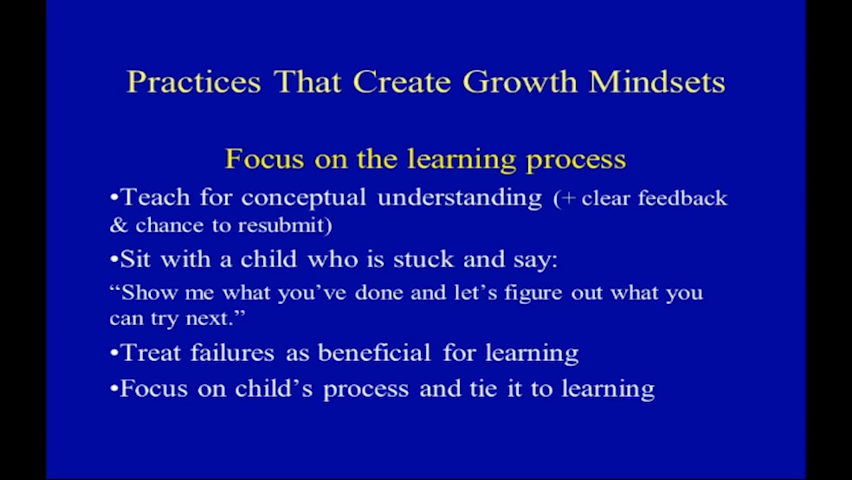 Practices That Create Growth Mindsets
Focus on the learning process
•Teach for conceptual understanding (+ clear feedback
& chance to resubmit)
•Sit with a child who is stuck and say:
“Show me what you’ve done and let’s figure out what you
can try next.”
•Treat failures as beneficial for learning
•Focus on child’s process and tie it to learning